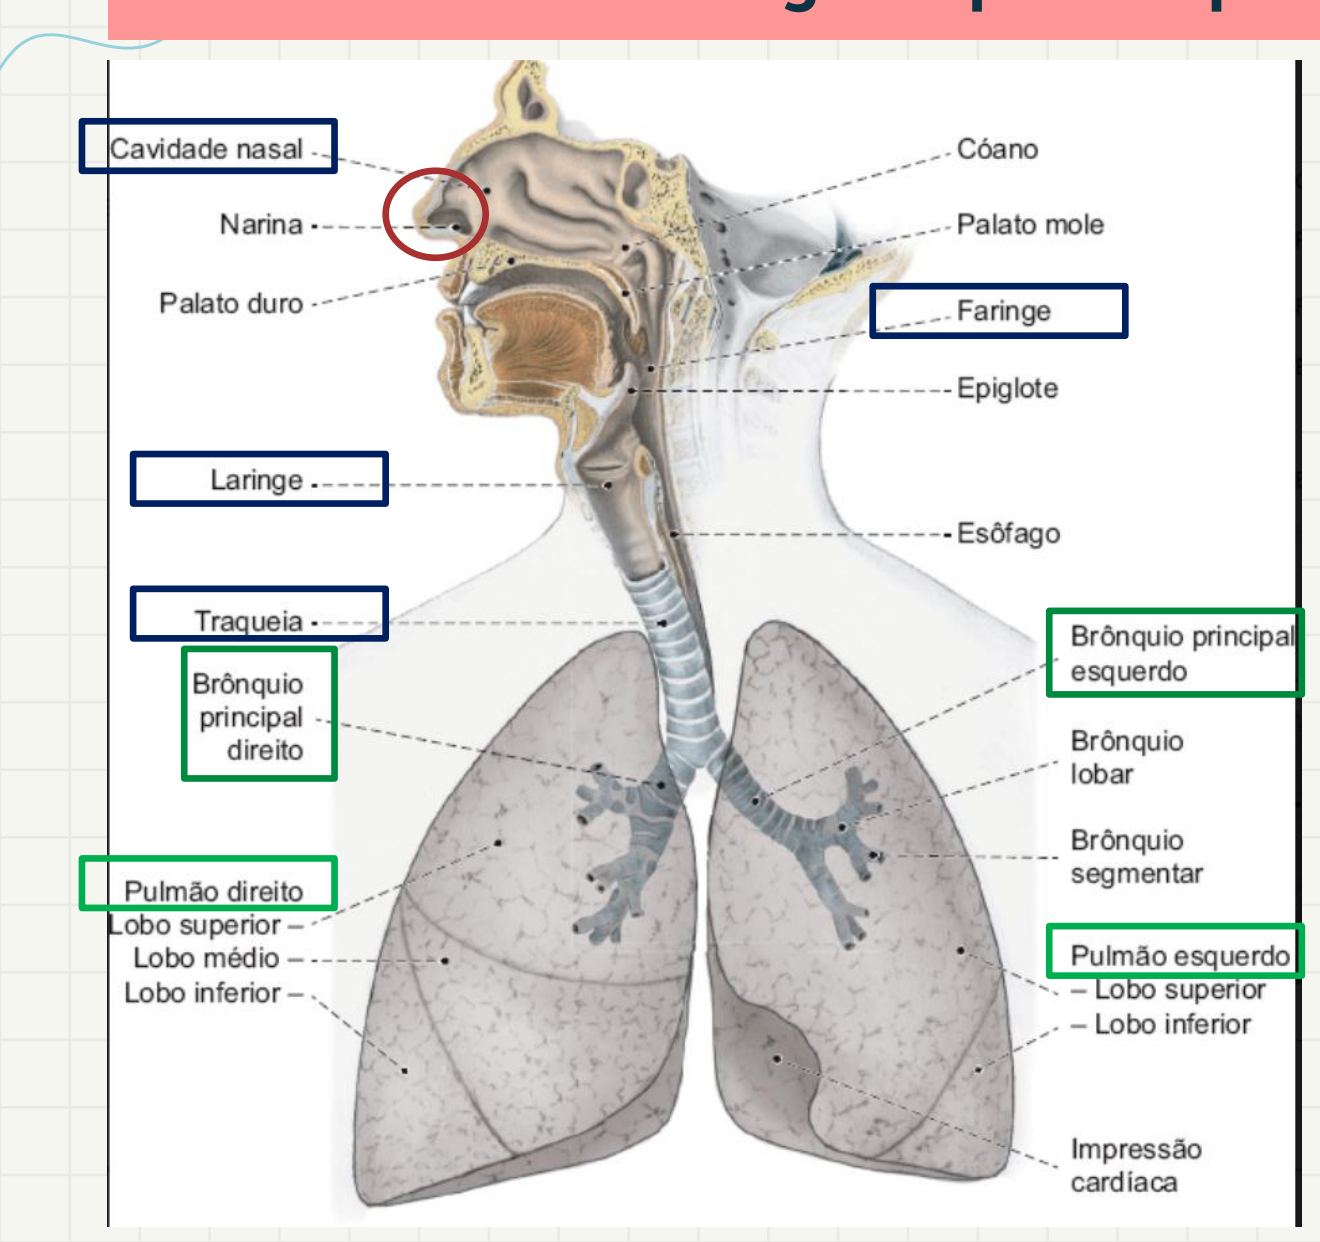 Cavidade nasal
Narina
Palato duro
Laringe
Traqueia
Brônquio
principal
direito
Pulmão direito
Lobo superior –
Lobo médio –
Lobo inferior –
Cóano
Palato mole
Faringe
Epiglote
Esôfago
Brônquio principal
esquerdo
Brônquio
lobar
Brônquio
segmentar
Pulmão esquerdo
– Lobo superior
– Lobo inferior
Impressão
cardíaca